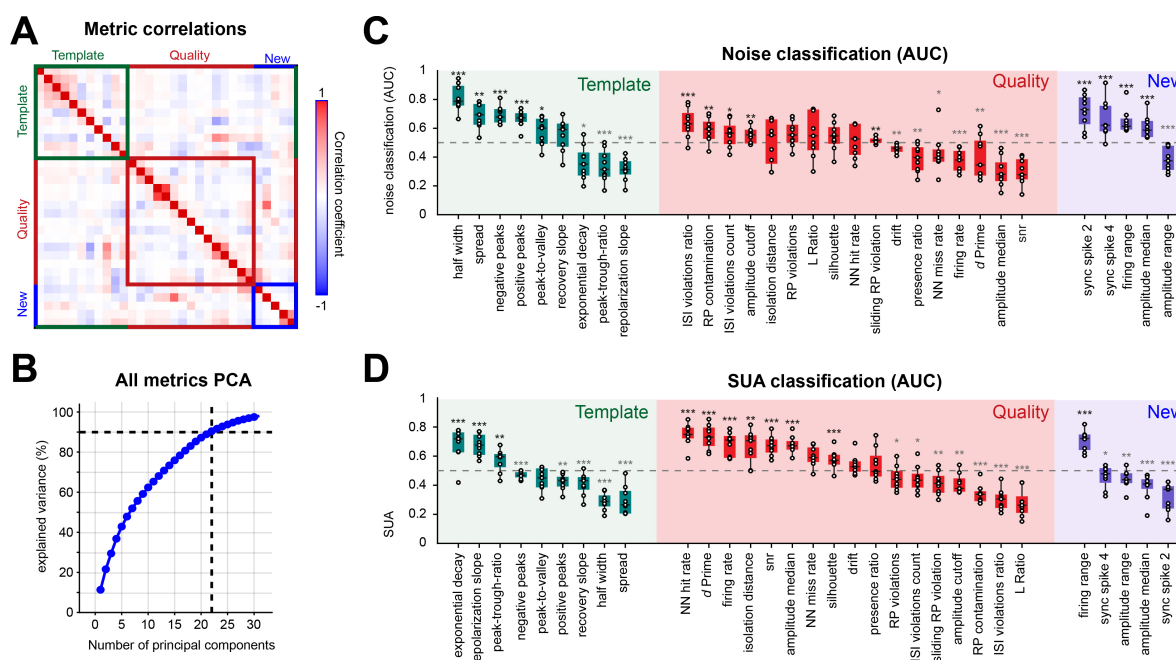 A
Metric correlations
Template
Quality
New
Template
Quality
New
1
-1
Correlation coefficient
B
All metrics PCA
explained variance (%)
100
80
60
40
20
0
0 5 10 15 20 25 30
Number of principal components
C
Noise classification (AUC)
noise classification (AUC)
1
0.8
0.6
0.4
0.2
0
Template
Quality
New
*** ** *** *** * * *** ***
*** ** * ** ** ** ** * *** ** *** ***
*** *** *** *** ***
half width
spread
negative peaks
positive peaks
peak-to-valley
recovery slope
exponential decay
peak-trough-ratio
repolarization slope
ISI violations ratio
RP contamination
ISI violations count
amplitude cutoff
isolation distance
RP violations
L Ratio
silhouette
NN hit rate
sliding RP violation
drift
presence ratio
NN miss rate
firing rate
d Prime
amplitude median
snr
sync spike 2
sync spike 4
firing range
amplitude median
amplitude range
D
SUA classification (AUC)
SUA
1
0.8
0.6
0.4
0.2
0
Template
Quality
New
*** *** ** *** ** *** *** ***
*** *** *** ** *** *** *** * * ** ** *** *** ***
*** * ** *** ***
exponential decay
epolarization slope
peak-trough-ratio
negative peaks
peak-to-valley
positive peaks
recovery slope
half width
spread
NN hit rate
d Prime
firing rate
isolation distance
snr
amplitude median
NN miss rate
silhouette
drift
presence ratio
RP violations
ISI violations count
sliding RP violation
amplitude cutoff
RP contamination
ISI violations ratio
L Ratio
firing range
sync spike 4
amplitude range
amplitude median
sync spike 2